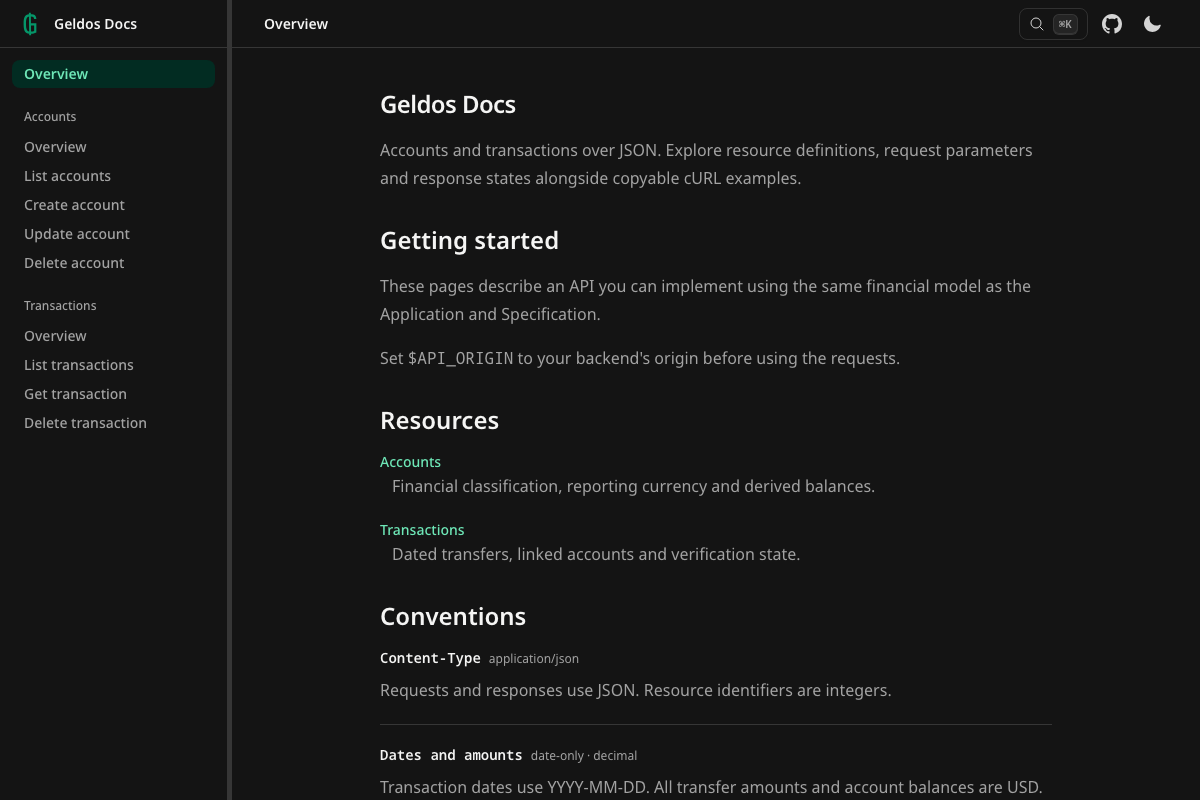 Geldos Docs
Overview
Accounts
Overview
List accounts
Create account
Update account
Delete account
Transactions
Overview
List transactions
Get transaction
Delete transaction
Overview
⌘K
Geldos Docs
Accounts and transactions over JSON. Explore resource definitions, request parameters
and response states alongside copyable cURL examples.
Getting started
These pages describe an API you can implement using the same financial model as the
Application and Specification.
Set $API_ORIGIN to your backend's origin before using the requests.
Resources
Accounts
Financial classification, reporting currency and derived balances.
Transactions
Dated transfers, linked accounts and verification state.
Conventions
Content-Type application/json
Requests and responses use JSON. Resource identifiers are integers.
Dates and amounts date-only · decimal
Transaction dates use YYYY-MM-DD. All transfer amounts and account balances are USD.